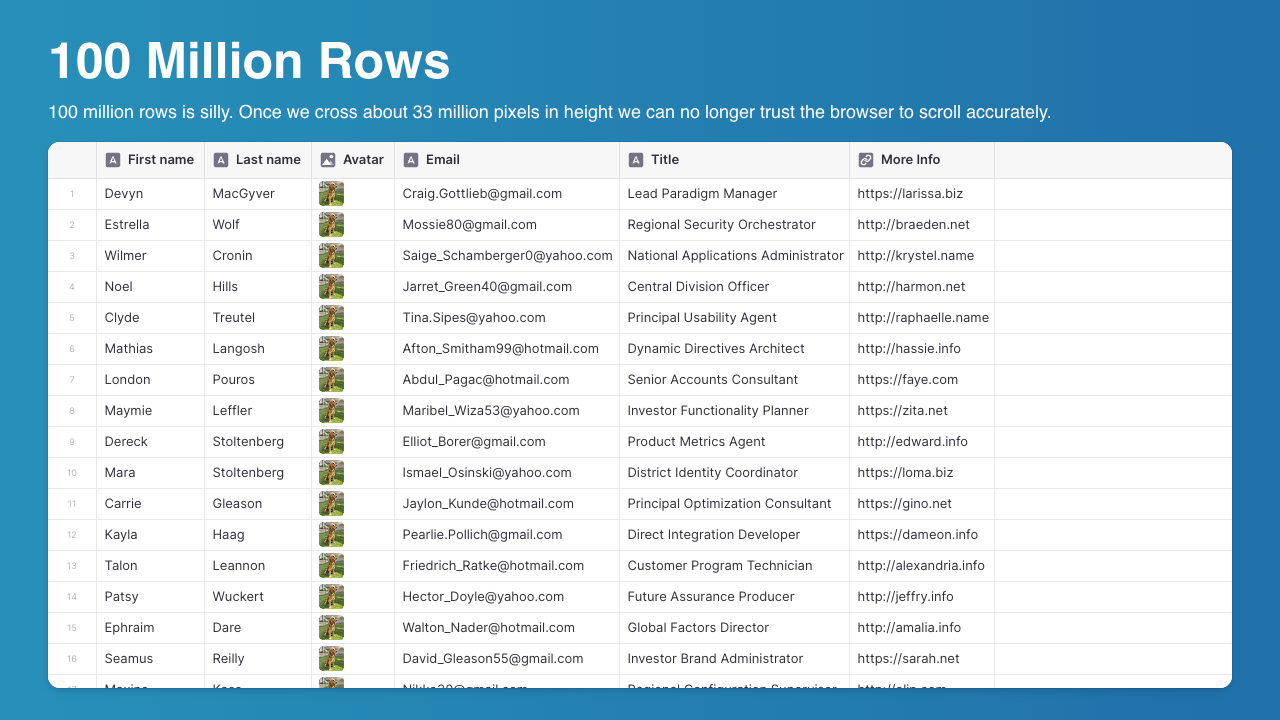 100 Million Rows
100 million rows is silly. Once we cross about 33 million pixels in height we can no longer trust the browser to scroll accurately.
First name Last name Avatar Email Title More Info
1 Devyn MacGyver Craig.Gottlieb@gmail.com Lead Paradigm Manager https://larissa.biz
2 Estrella Wolf Mossie80@gmail.com Regional Security Orchestrator http://braeden.net
3 Wilmer Cronin Saige_Schamberger0@yahoo.com National Applications Administrator http://krystel.name
4 Noel Hills Jarret_Green40@gmail.com Central Division Officer http://harmon.net
5 Clyde Treutel Tina.Sipes@yahoo.com Principal Usability Agent http://raphaelle.name
6 Mathias Langosh Afton_Smitham99@hotmail.com Dynamic Directives Architect http://hassie.info
7 London Pouros Abdul_Pagac@hotmail.com Senior Accounts Consultant https://faye.com
8 Maymie Leffler Maribel_Wiza53@yahoo.com Investor Functionality Planner https://zita.net
9 Dereck Stoltenberg Elliot_Borer@gmail.com Product Metrics Agent http://edward.info
10 Mara Stoltenberg Ismael_Osinski@yahoo.com District Identity Coordinator https://loma.biz
11 Carrie Gleason Jaylon_Kunde@hotmail.com Principal Optimization Consultant https://gino.net
12 Kayla Haag Pearlie.Pollich@gmail.com Direct Integration Developer https://dameon.info
13 Talon Leannon Friedrich_Ratke@hotmail.com Customer Program Technician http://alexandria.info
14 Patsy Wuckert Hector_Doyle@yahoo.com Future Assurance Producer http://jeffry.info
15 Ephraim Dare Walton_Nader@hotmail.com Global Factors Director http://amalia.info
16 Seamus Reilly David_Gleason55@gmail.com Investor Brand Administrator https://sarah.net